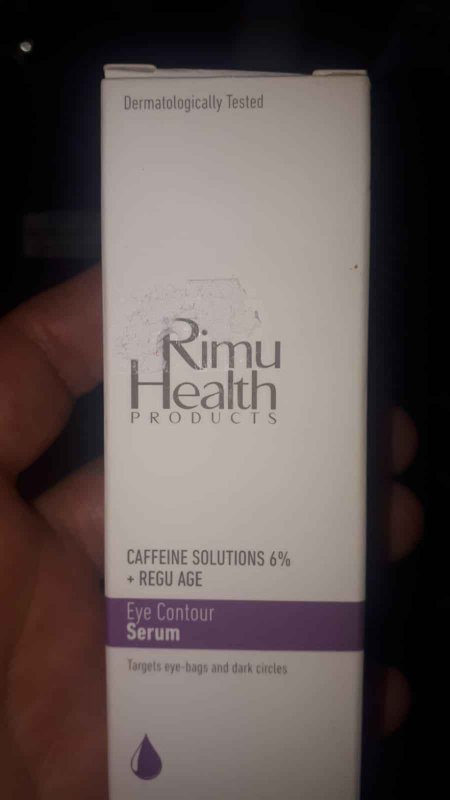 Dermatologically Tested
Rimu
Health
PRODUCTS
CAFFEINE SOLUTIONS 6%
+ REGU AGE
Eye Contour
Serum
Targets eye-bags and dark circles